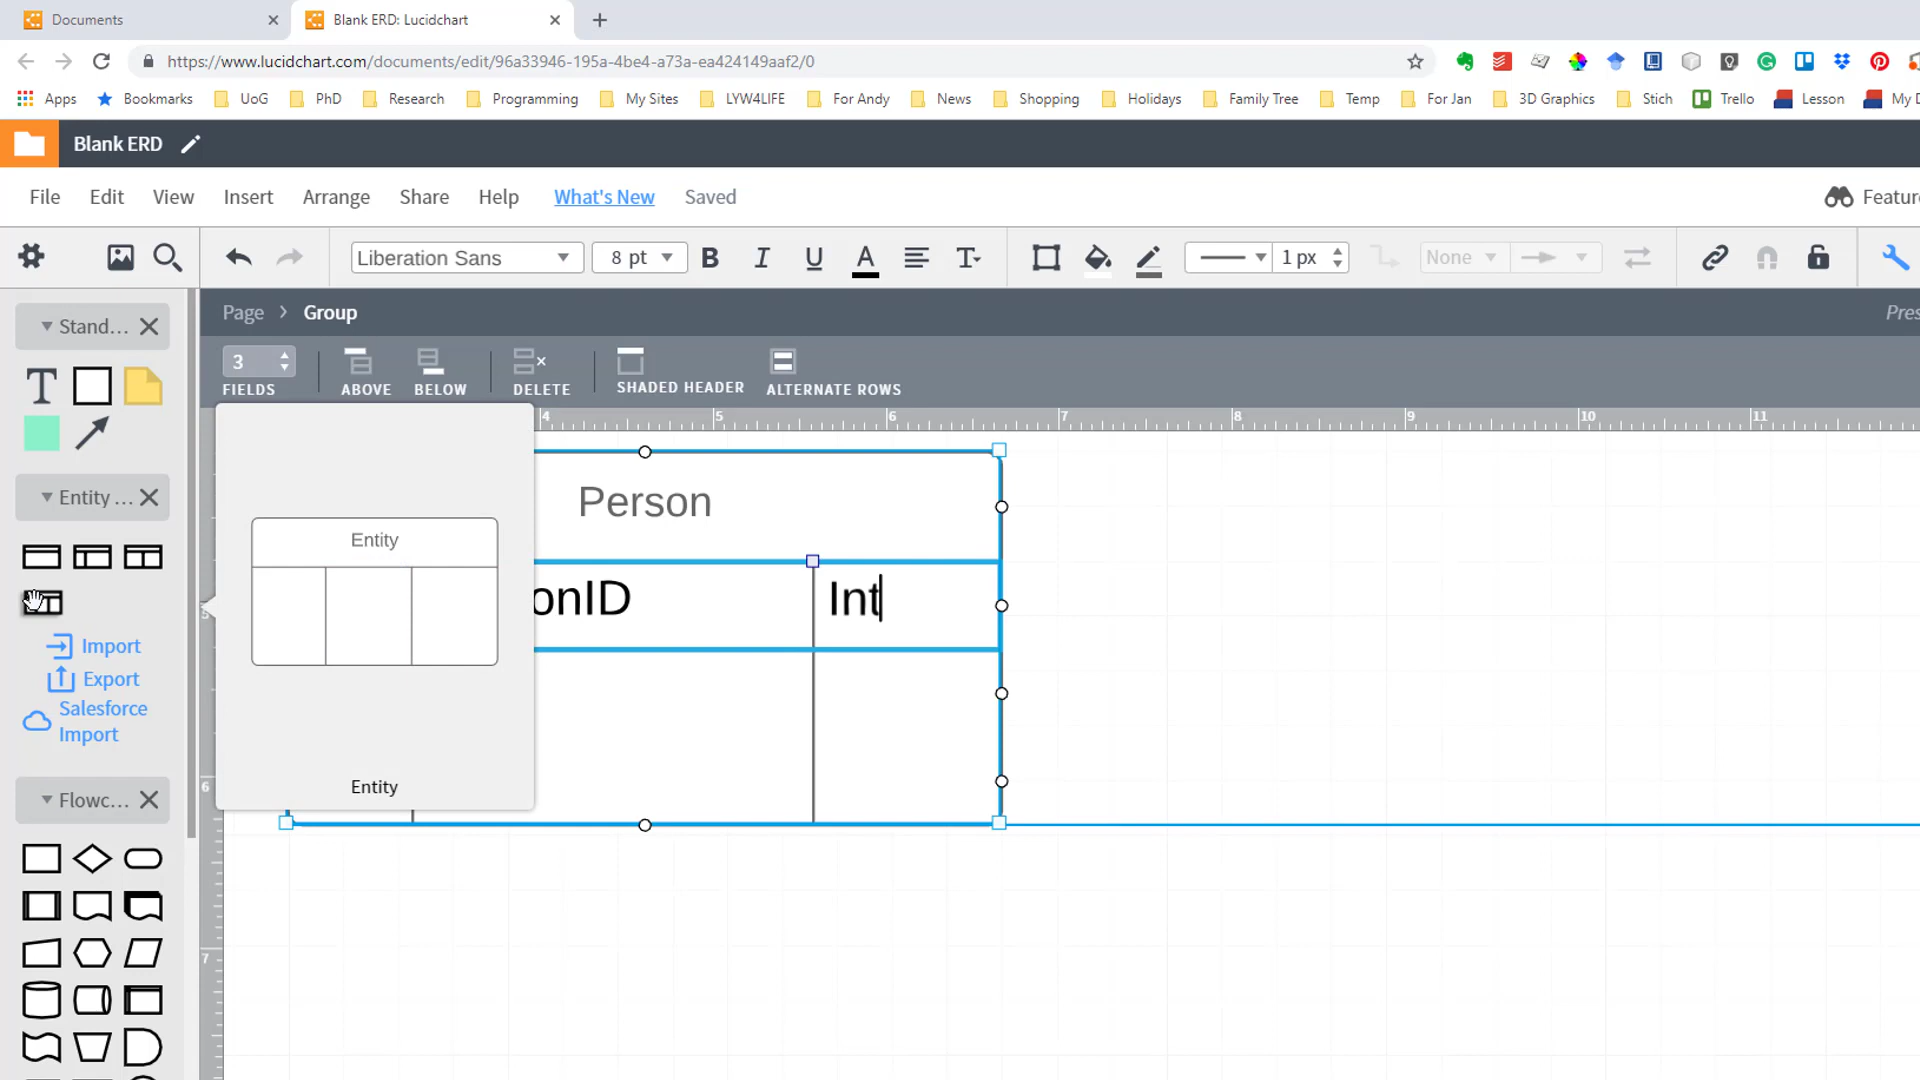 Documents
Blank ERD: Lucidchart
https://www.lucidchart.com/documents/edit/96a33946-195a-4be4-a73a-ea424149aaf2/0
Apps Bookmarks UoG PhD Research Programming My Sites LYW4LIFE For Andy News Shopping Holidays Family Tree Temp For Jan 3D Graphics Stich Trello Lesson My D
Blank ERD
File Edit View Insert Arrange Share Help What's New Saved Featur
Liberation Sans 8 pt B I U A T 1 px None
Stand... Page > Group Pres
3
FIELDS ABOVE BELOW DELETE SHADED HEADER ALTERNATE ROWS
4 5 6 7 8 9 10 11
T
Entity ...
Person
Entity
onID Int
Import
Export
Salesforce
Import
Entity
Flowc...
6
7